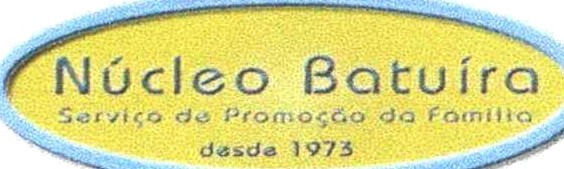 Núcleo Batuíra
Serviço de Promoção da Família
desde 1973